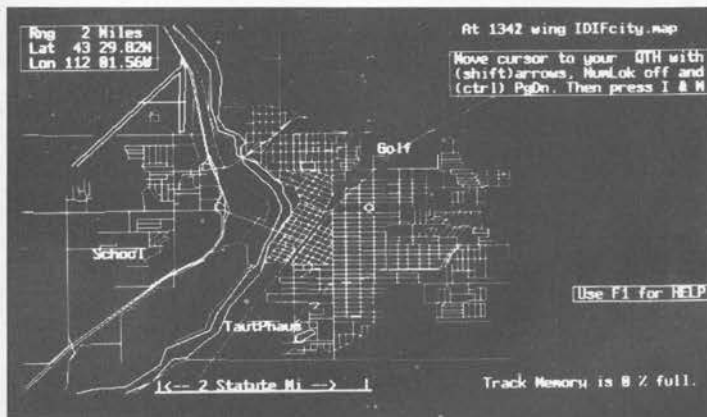 Rng 2 Miles
Lat 43 29.82N
Lon 112 01.56W
At 1342 wing IDIFcity.map
Move cursor to your QTH with
(shift)arrows, NumLok off and
(ctrl) PgDn. Then press I & M
Golf
School
Use F1 for HELP
TautPhaus
|<-- 2 Statute Mi --> |
Track Memory is 0 % full.